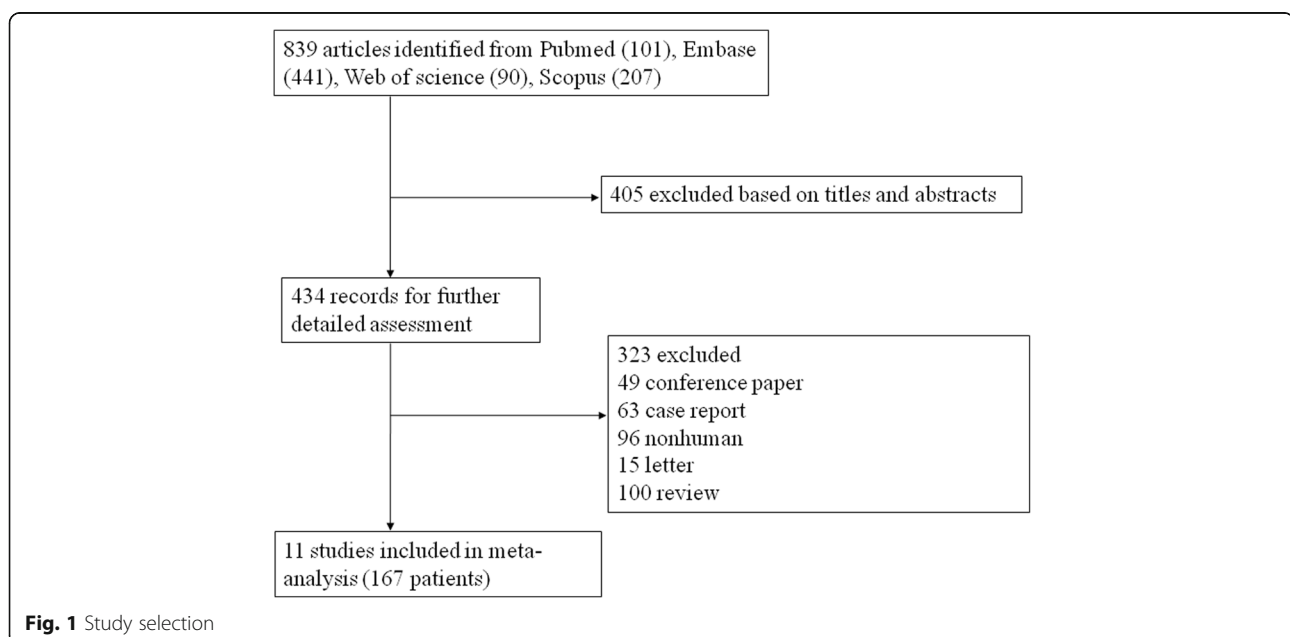 839 articles identified from Pubmed (101), Embase
(441), Web of science (90), Scopus (207)
405 excluded based on titles and abstracts
434 records for further
detailed assessment
323 excluded
49 conference paper
63 case report
96 nonhuman
15 letter
100 review
11 studies included in meta-
analysis (167 patients)
Fig. 1 Study selection